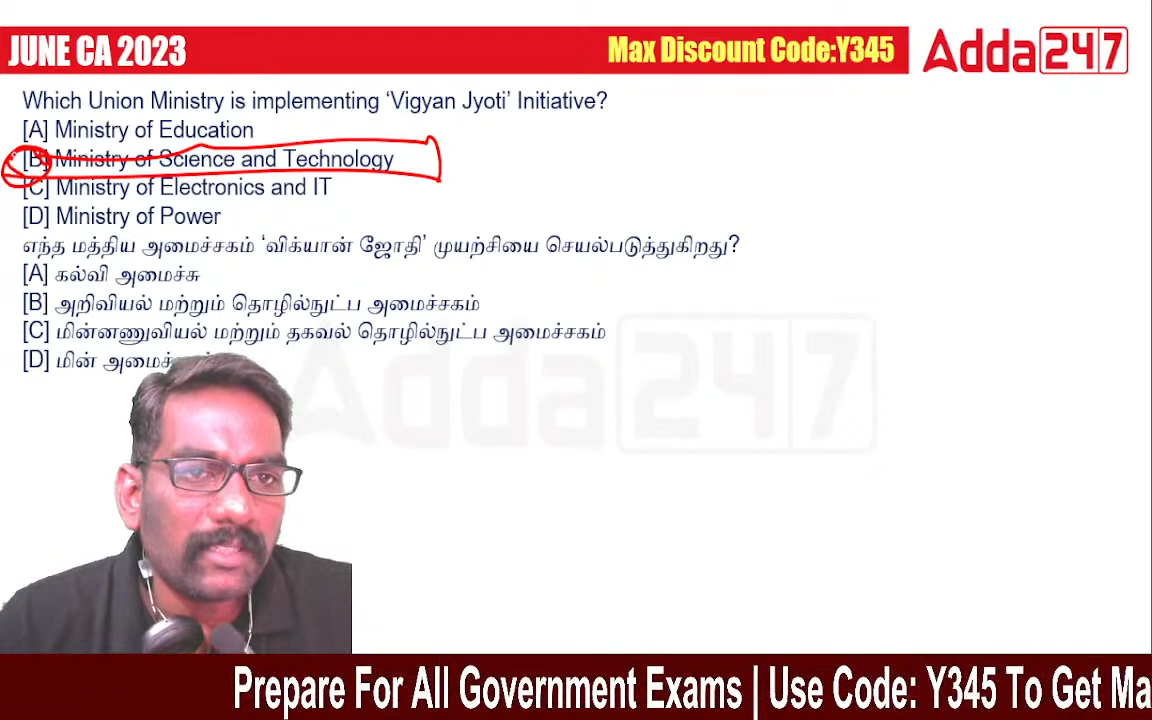 JUNE CA 2023
Max Discount Code:Y345
Adda247
Which Union Ministry is implementing ‘Vigyan Jyoti’ Initiative?
[A] Ministry of Education
[B] Ministry of Science and Technology
[C] Ministry of Electronics and IT
[D] Ministry of Power
எந்த மத்திய அமைச்சகம் ‘விக்யான் ஜோதி’ முயற்சியை செயல்படுத்துகிறது?
[A] கல்வி அமைச்சு
[B] அறிவியல் மற்றும் தொழில்நுட்ப அமைச்சகம்
[C] மின்னணுவியல் மற்றும் தகவல் தொழில்நுட்ப அமைச்சகம்
[D] மின்
Adda247
Prepare For All Government Exams | Use Code: Y345 To Get Ma